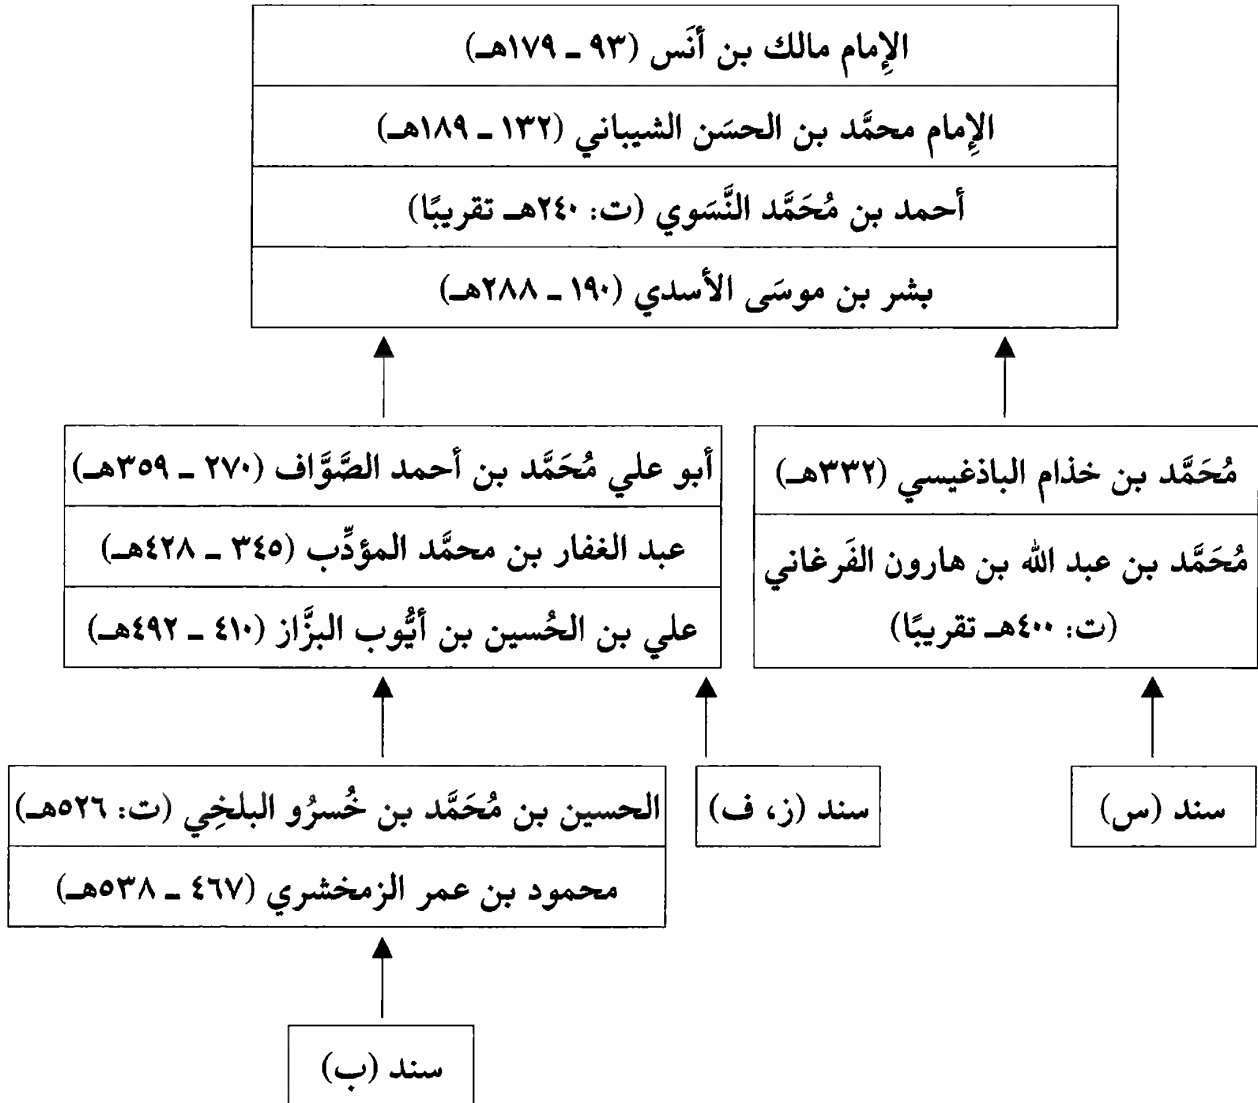 الإِمام مالك بن أنَس (٩٣ ـ ١٧٩هـ)
الإِمام محمَّد بن الحسَن الشيباني (١٣٢ ـ ١٨٩هـ)
أحمد بن مُحَمَّد النَّسَوي (ت: ٢٤٠هـ تقريبًا)
بشر بن موسَى الأسدي (١٩٠ ـ ٢٨٨هـ)
مُحَمَّد بن خذام الباذغيسي (٣٣٢هـ)
مُحَمَّد بن عبد الله بن هارون الفَرغاني
(ت: ٤٠٠هـ تقريبًا)
أبو علي مُحَمَّد بن أحمد الصَّوَّاف (٢٧٠ ـ ٣٥٩هـ)
عبد الغفار بن محمَّد المؤدِّب (٣٤٥ ـ ٤٢٨هـ)
علي بن الحُسين بن أيُّوب البزَّاز (٤١٠ ـ ٤٩٢هـ)
سند (س)
سند (ز، ف)
الحسين بن مُحَمَّد بن خُسرُو البلخِي (ت: ٥٢٦هـ)
محمود بن عمر الزمخشري (٤٦٧ ـ ٥٣٨هـ)
سند (ب)